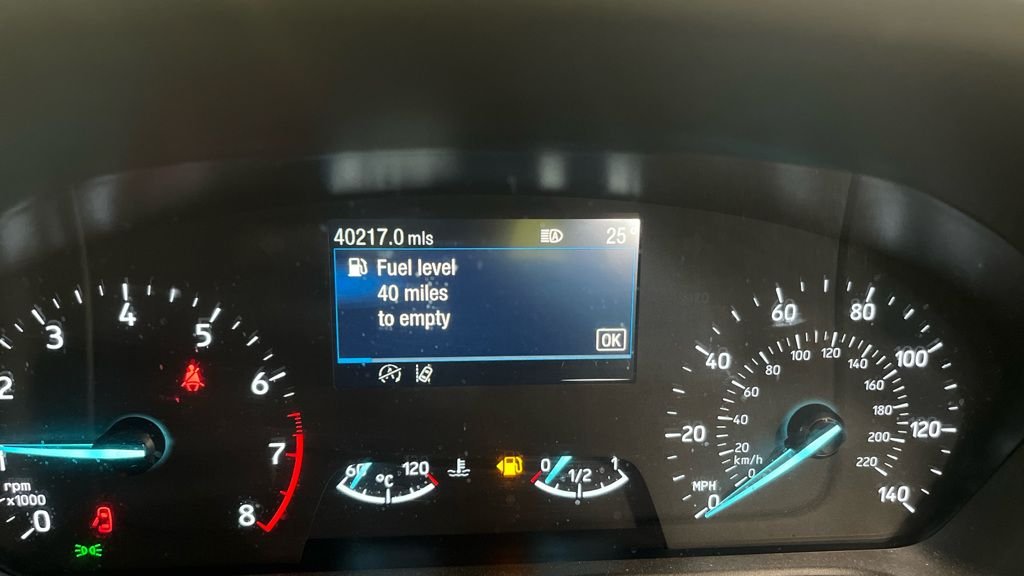 40217.0 mls 25°
Fuel level
40 miles
to empty
OK
2 3 4 5 6 7 8
1
rpm
x1000
0
60 120
°C
0 1/2 1
0 20 40 60 80 100 120 140
MPH
km/h
0 20 40 60 80 100 120 140 160 180 200 220